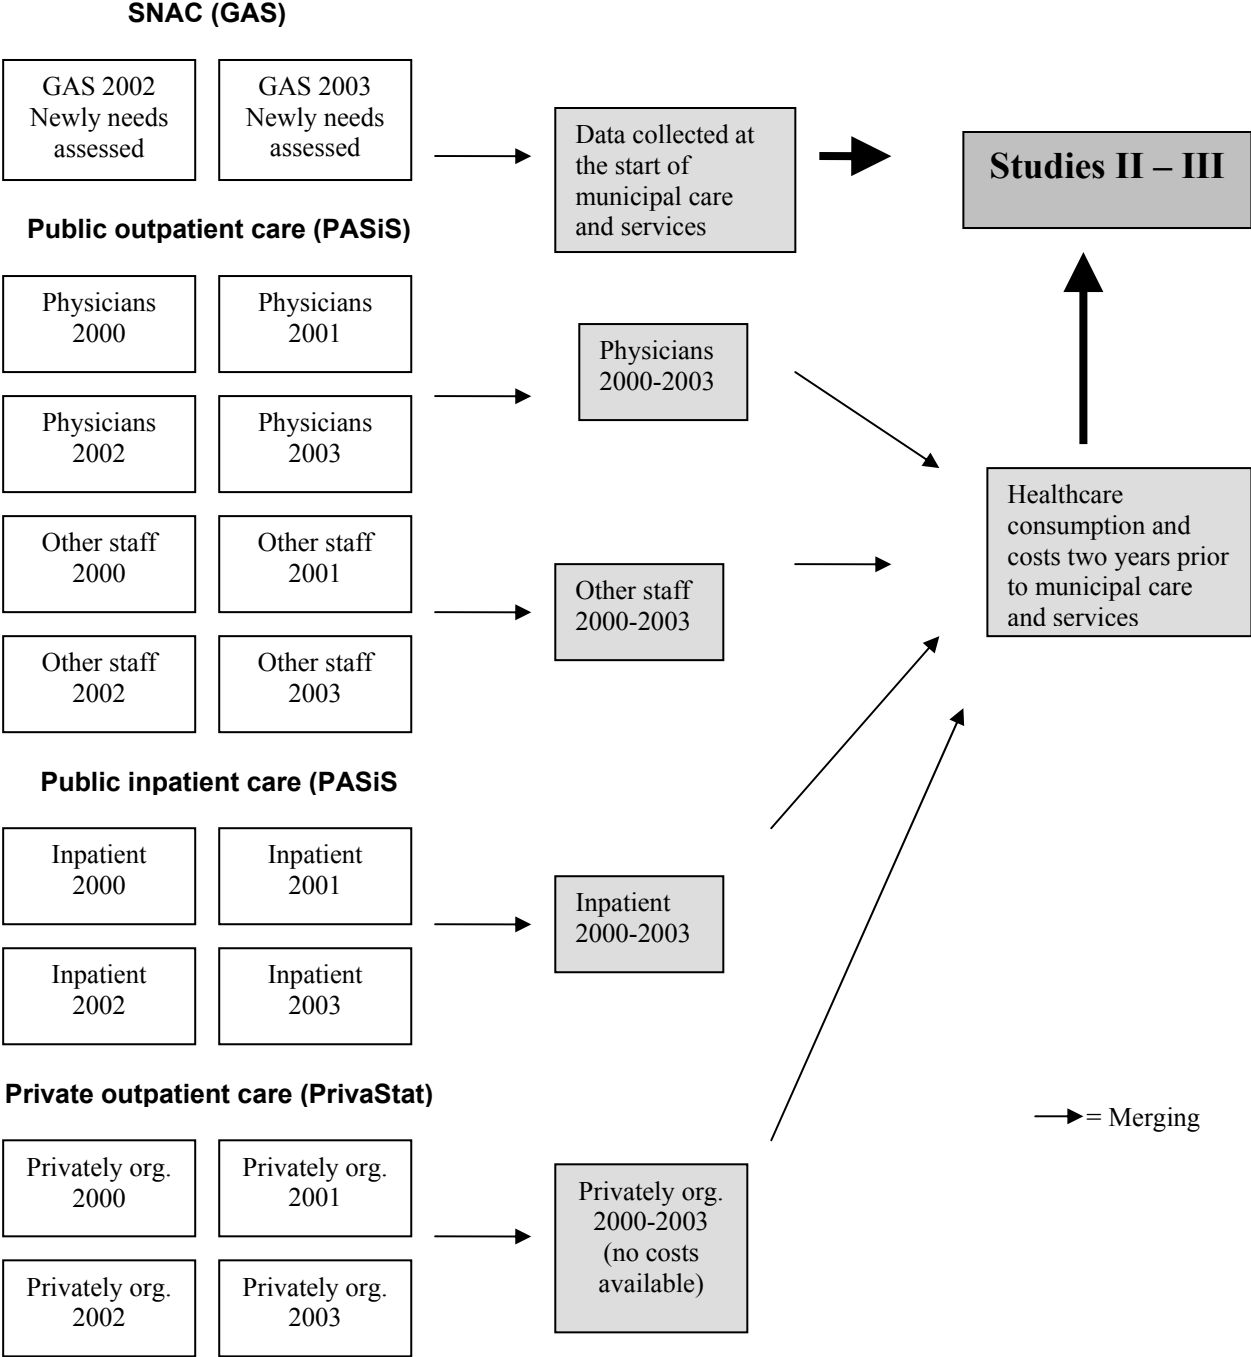 SNAC (GAS)
GAS 2002
Newly needs
assessed
GAS 2003
Newly needs
assessed
Data collected at
the start of
municipal care
and services
Studies II – III
Public outpatient care (PASiS)
Physicians
2000
Physicians
2001
Physicians
2002
Physicians
2003
Physicians
2000-2003
Other staff
2000
Other staff
2001
Other staff
2002
Other staff
2003
Other staff
2000-2003
Healthcare
consumption and
costs two years prior
to municipal care
and services
Public inpatient care (PASiS
Inpatient
2000
Inpatient
2001
Inpatient
2002
Inpatient
2003
Inpatient
2000-2003
Private outpatient care (PrivaStat)
= Merging
Privately org.
2000
Privately org.
2001
Privately org.
2002
Privately org.
2003
Privately org.
2000-2003
(no costs
available)